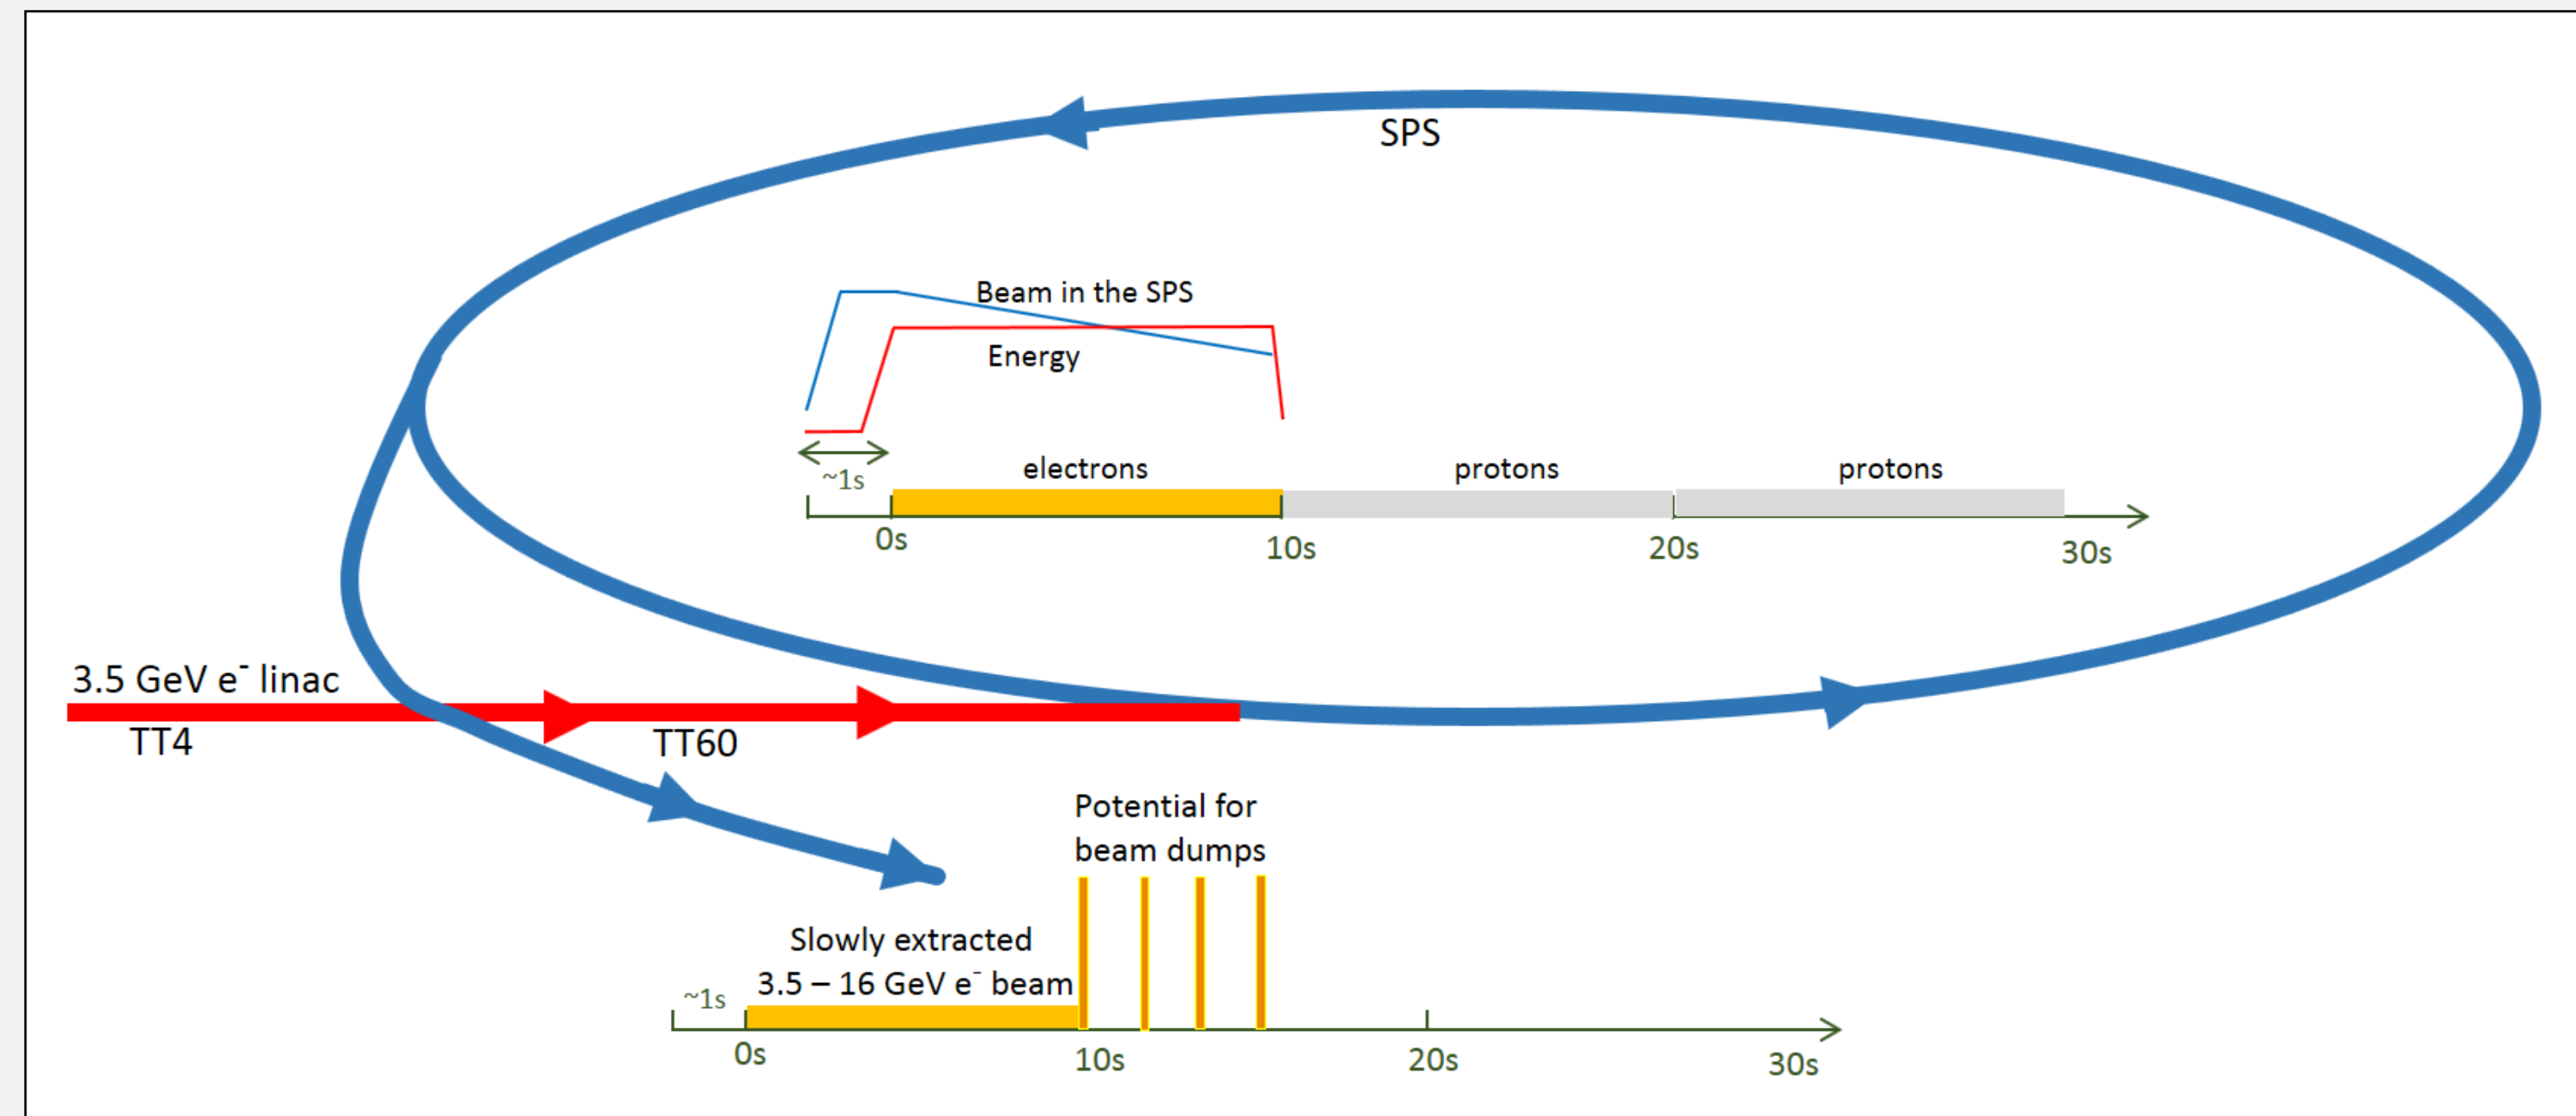 SPS
Beam in the SPS
Energy
~1s
electrons
protons
protons
0s
10s
20s
30s
3.5 GeV e⁻ linac
TT4
TT60
Potential for
beam dumps
Slowly extracted
3.5 – 16 GeV e⁻ beam
~1s
0s
10s
20s
30s